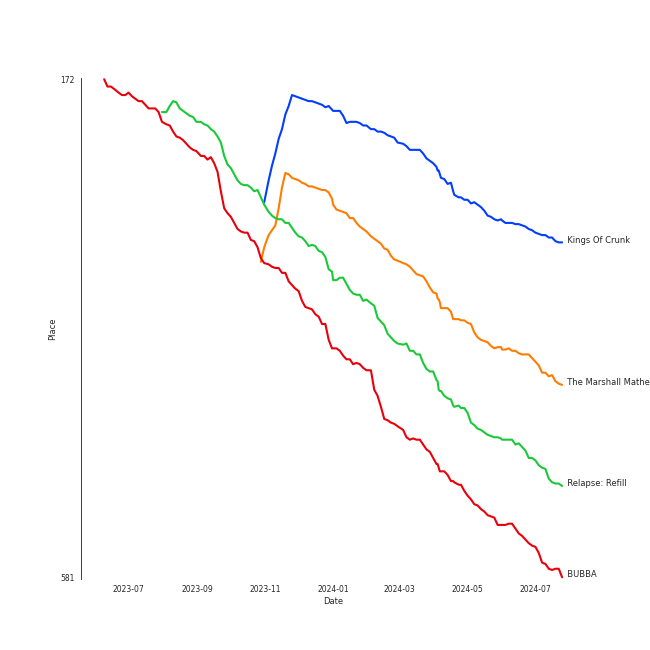 172
Kings Of Crunk
Place
The Marshall Mathe
Relapse: Refill
BUBBA
581
2023-07 2023-09 2023-11 2024-01 2024-03 2024-05 2024-07
Date